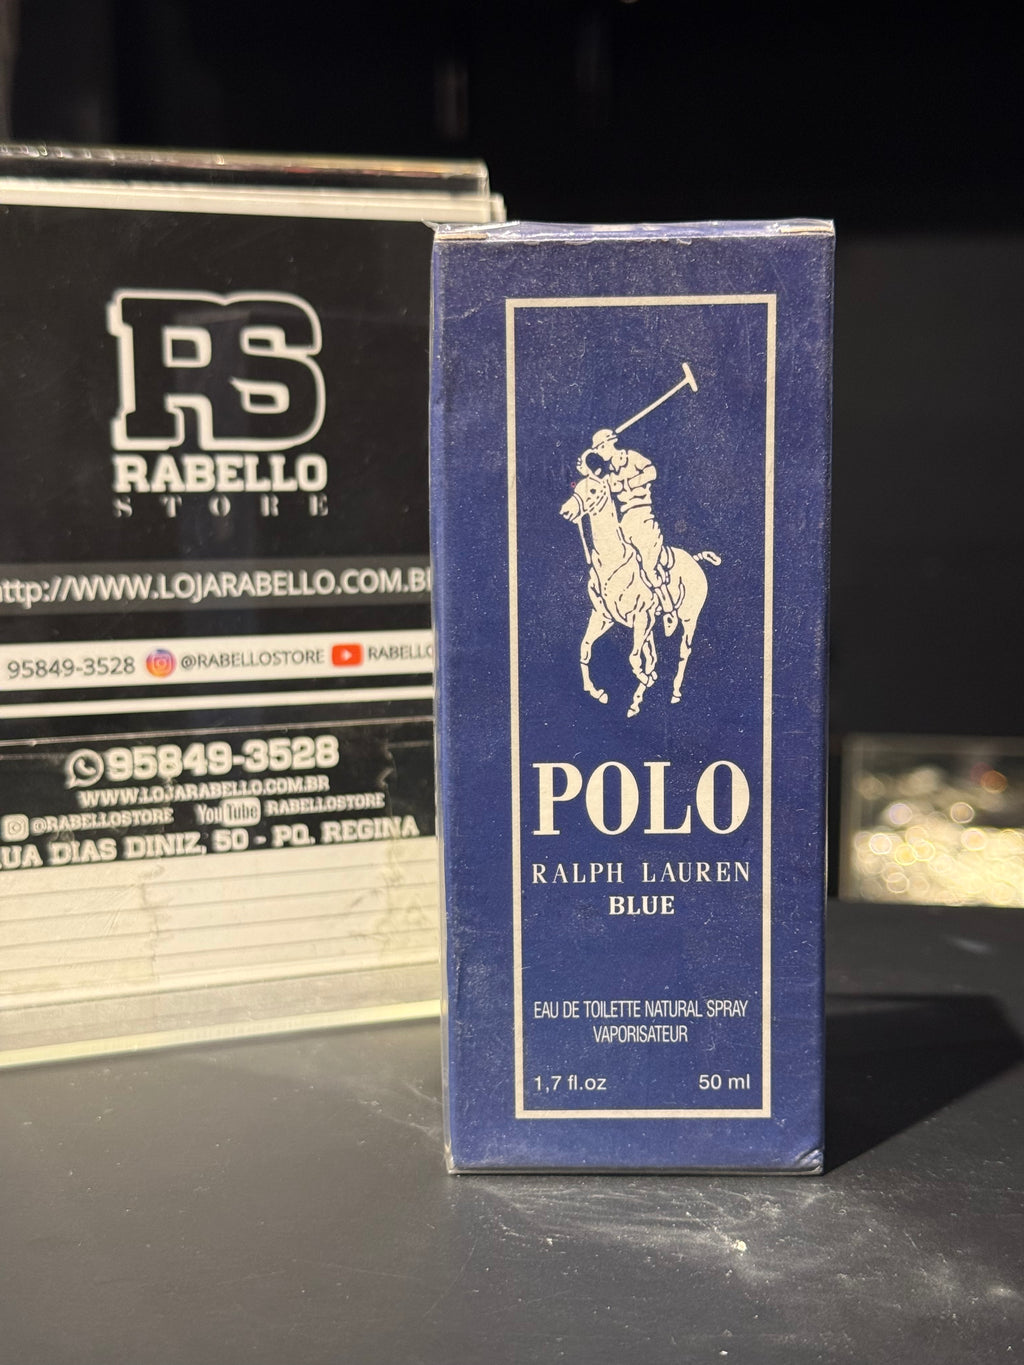 RS
RABELLO
STORE
http://WWW.LOJARABELLO.COM.B
95849-3528 @RABELLOSTORE RABELLO
95849-3528
WWW.LOJARABELLO.COM.BR
@RABELLOSTORE YouTube RABELLOSTORE
RUA DIAS DINIZ, 50 - PQ. REGINA
POLO
RALPH LAUREN
BLUE
EAU DE TOILETTE NATURAL SPRAY
VAPORISATEUR
1,7 fl.oz 50 ml